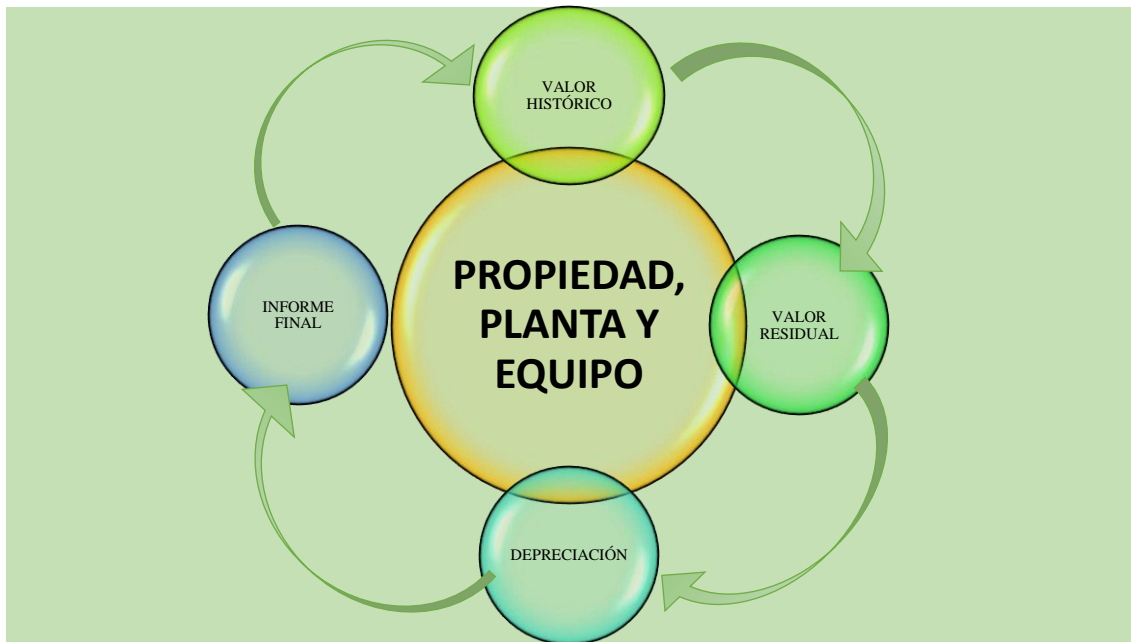 VALOR
HISTÓRICO
PROPIEDAD,
PLANTA Y
EQUIPO
VALOR
RESIDUAL
DEPRECIACIÓN
INFORME
FINAL